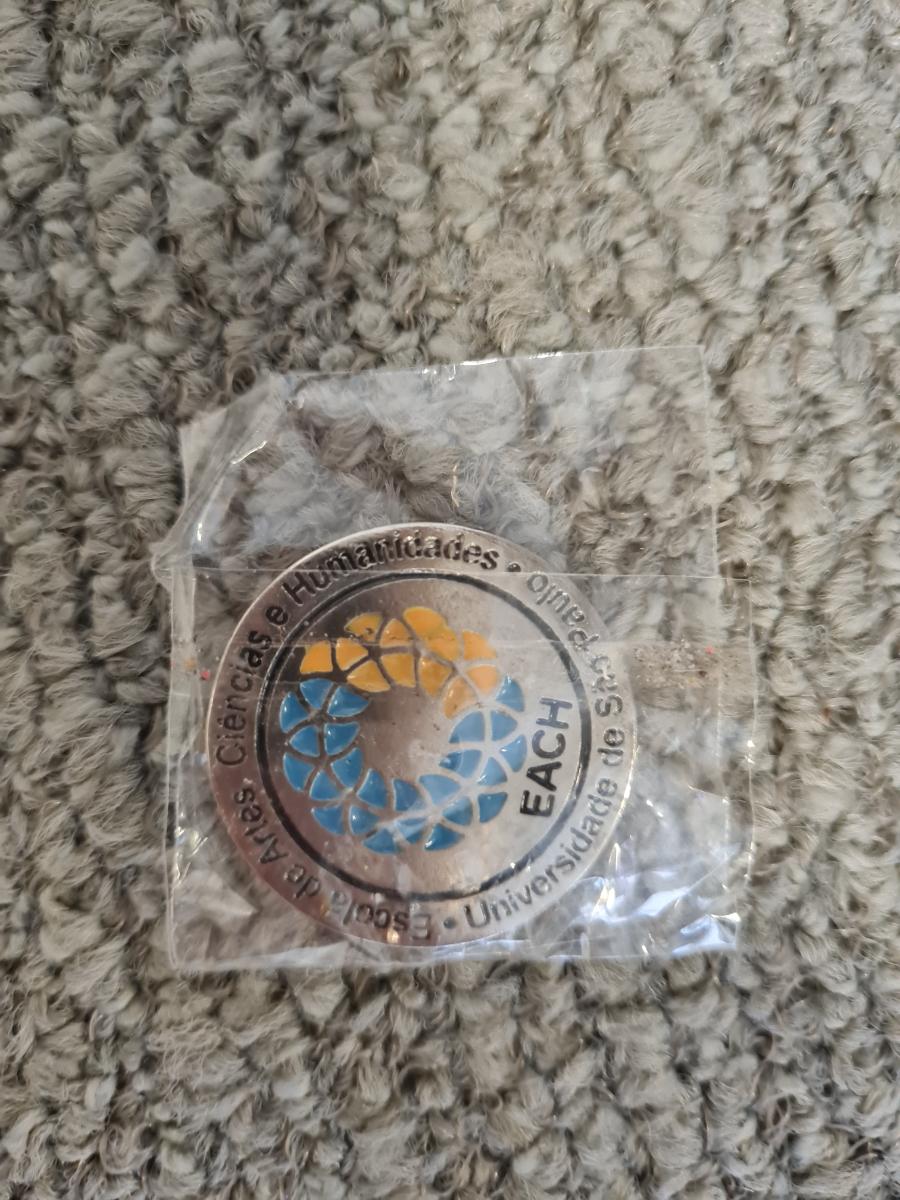 Escola de Artes, Ciências e Humanidades •
Universidade de São Paulo •
EACH